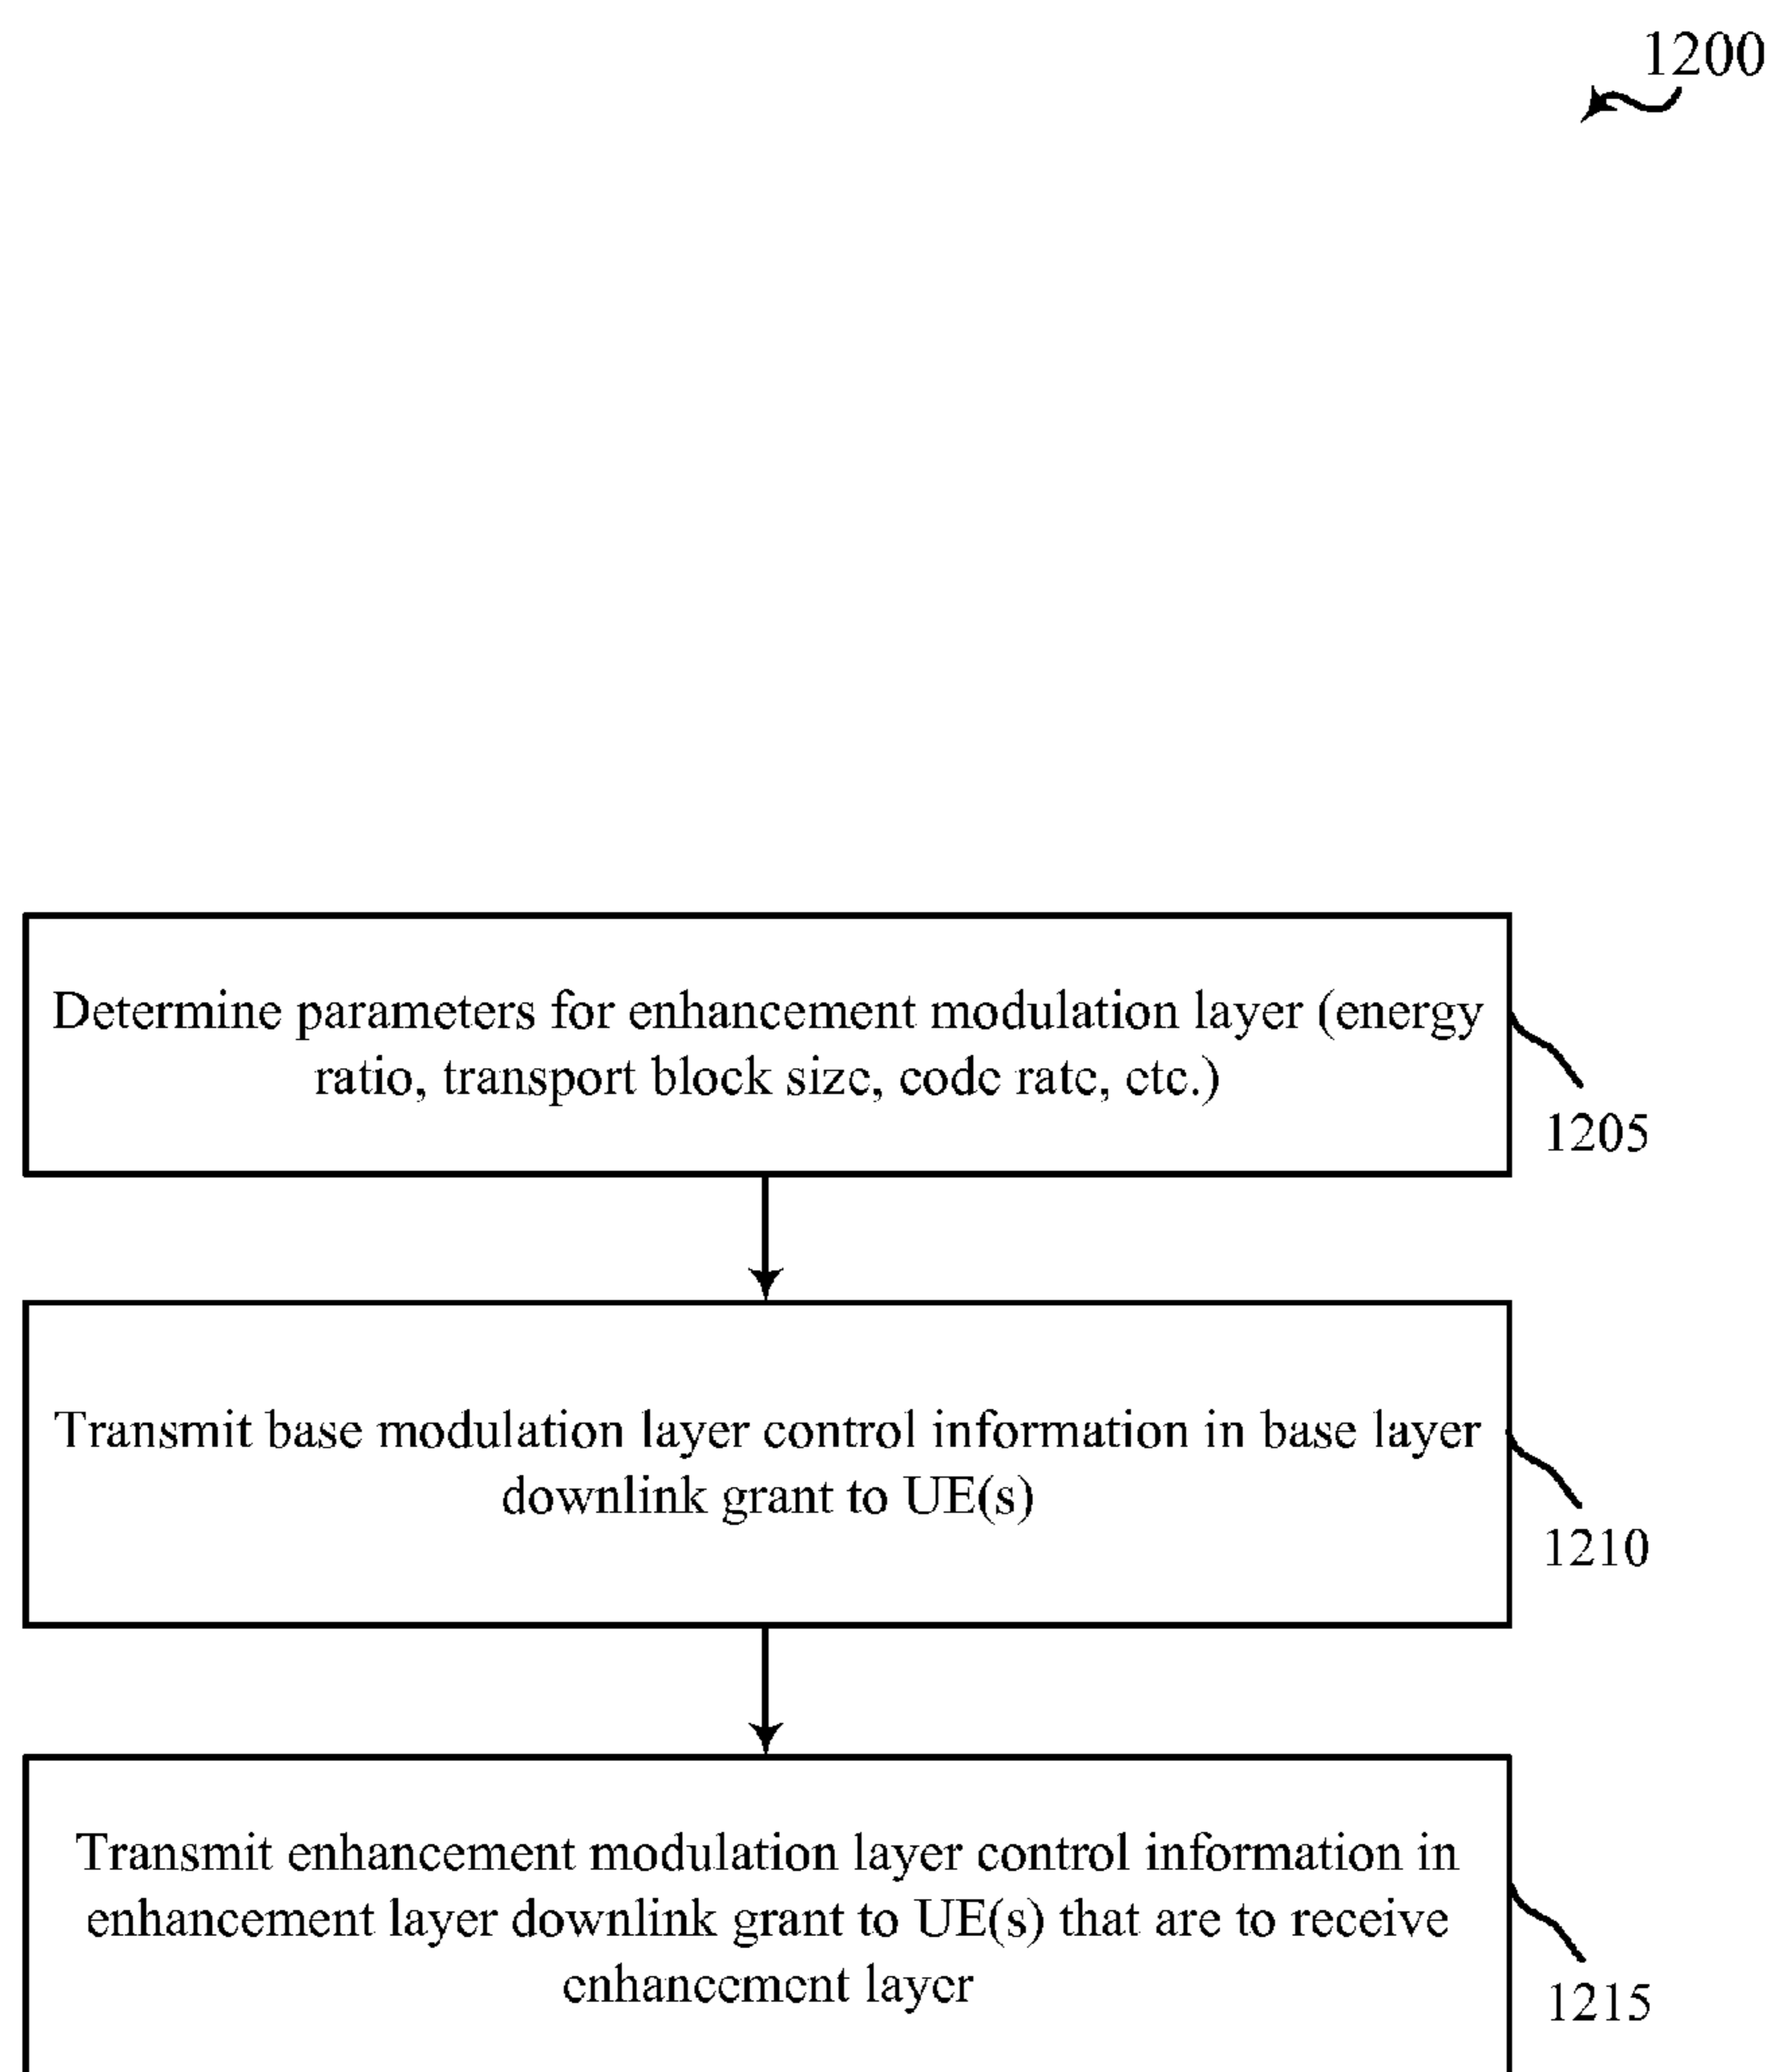 1200
Determine parameters for enhancement modulation layer (energy
ratio, transport block size, code rate, etc.)
1205
Transmit base modulation layer control information in base layer
downlink grant to UE(s)
1210
Transmit enhancement modulation layer control information in
enhancement layer downlink grant to UE(s) that are to receive
enhancement layer
1215